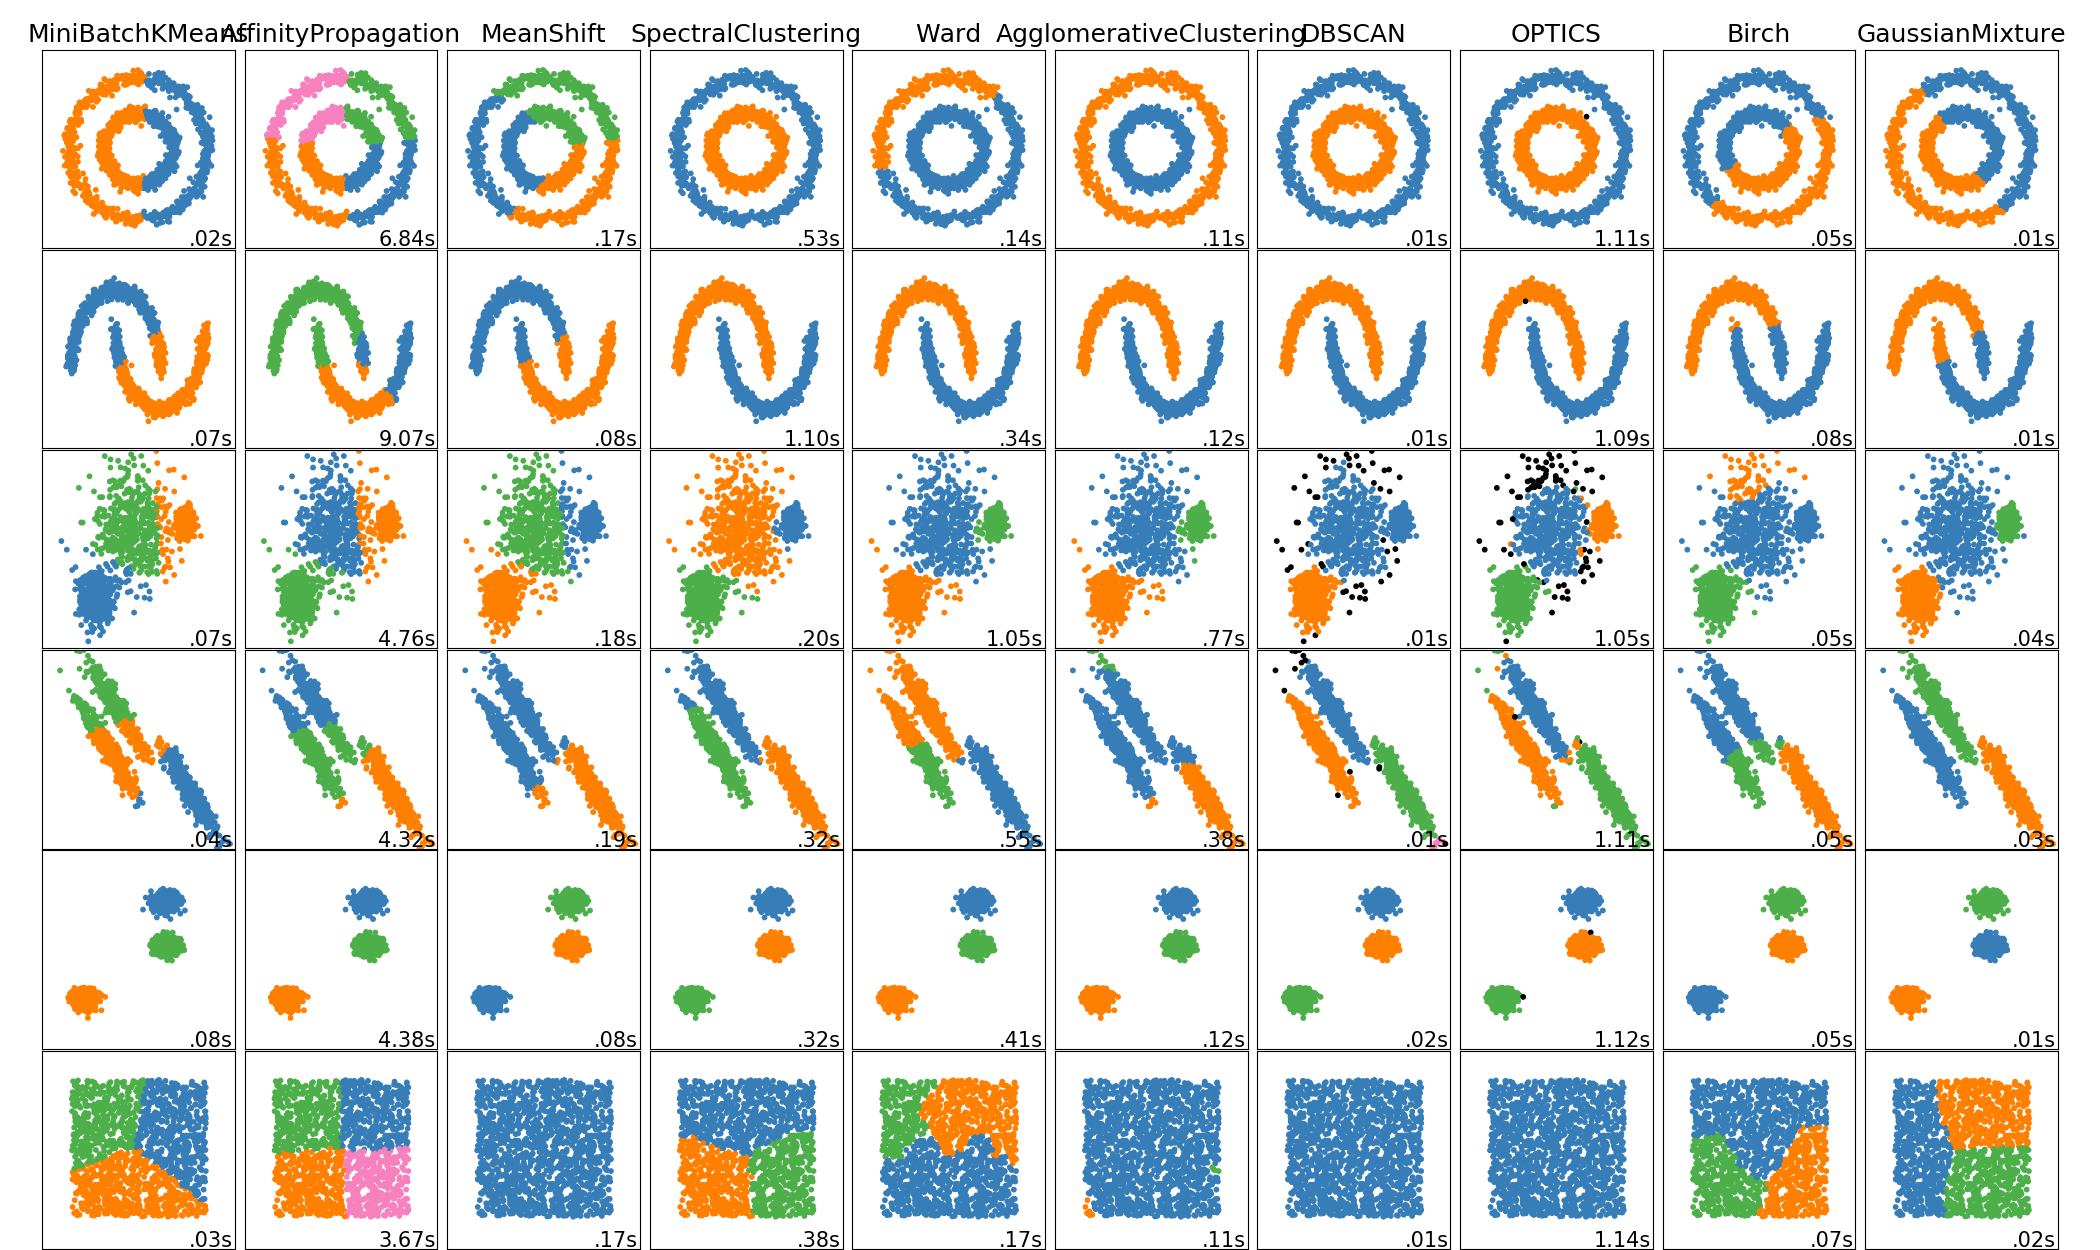 MiniBatchKMeans AffinityPropagation MeanShift SpectralClustering Ward AgglomerativeClustering DBSCAN OPTICS Birch GaussianMixture
.02s 6.84s .17s .53s .14s .11s .01s 1.11s .05s .01s
.07s 9.07s .08s 1.10s .34s .12s .01s 1.09s .08s .01s
.07s 4.76s .18s .20s 1.05s .77s .01s 1.05s .05s .04s
.04s 4.32s .19s .32s .55s .38s .01s 1.11s .05s .03s
.08s 4.38s .08s .32s .41s .12s .02s 1.12s .05s .01s
.03s 3.67s .17s .38s .17s .11s .01s 1.14s .07s .02s